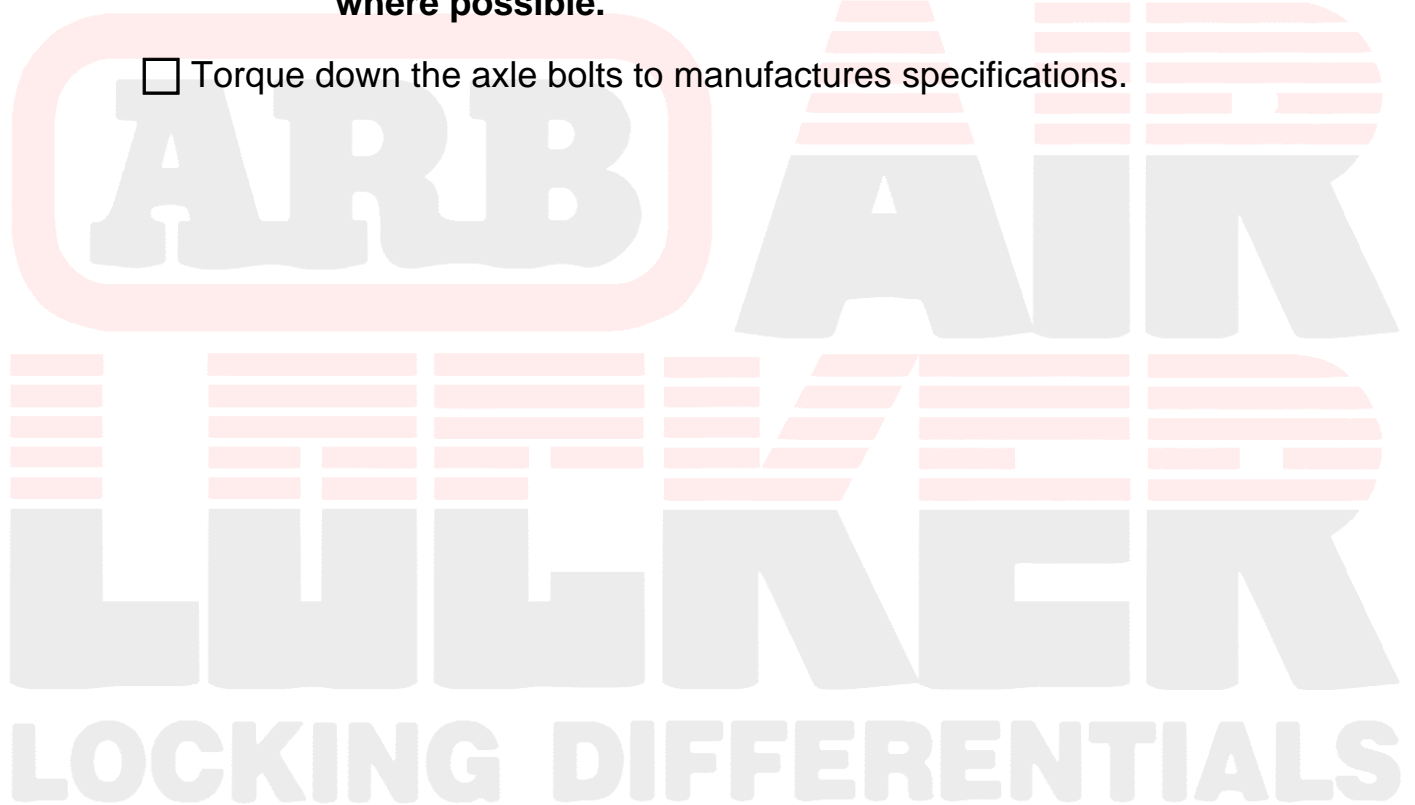 where possible.
☐ Torque down the axle bolts to manufactures specifications.
ARB AIR
LOCKER
LOCKING DIFFERENTIALS